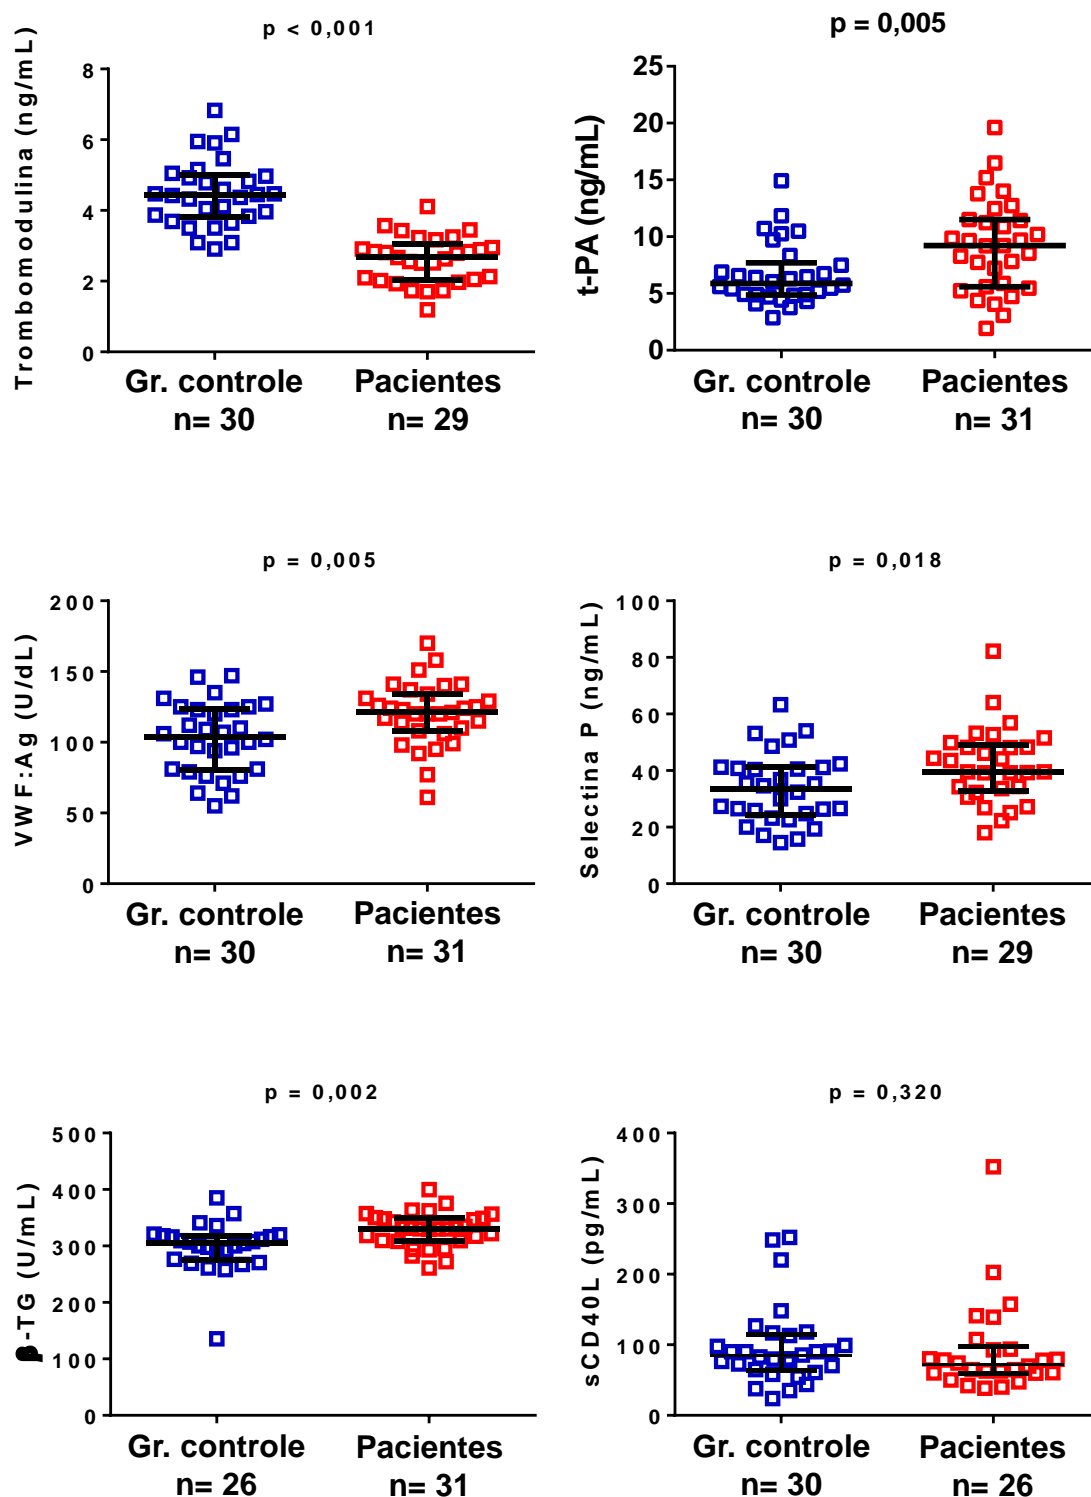 p < 0,001
Trombomodulina (ng/mL)
8
6
4
2
0
Gr. controle Pacientes
n= 30 n= 29
p = 0,005
t-PA (ng/mL)
25
20
15
10
5
0
Gr. controle Pacientes
n= 30 n= 31
p = 0,005
VWF:Ag (U/dL)
200
150
100
50
0
Gr. controle Pacientes
n= 30 n= 31
p = 0,018
Selectina P (ng/mL)
100
80
60
40
20
0
Gr. controle Pacientes
n= 30 n= 29
p = 0,002
β-TG (U/mL)
500
400
300
200
100
0
Gr. controle Pacientes
n= 26 n= 31
p = 0,320
sCD40L (pg/mL)
400
300
200
100
0
Gr. controle Pacientes
n= 30 n= 26